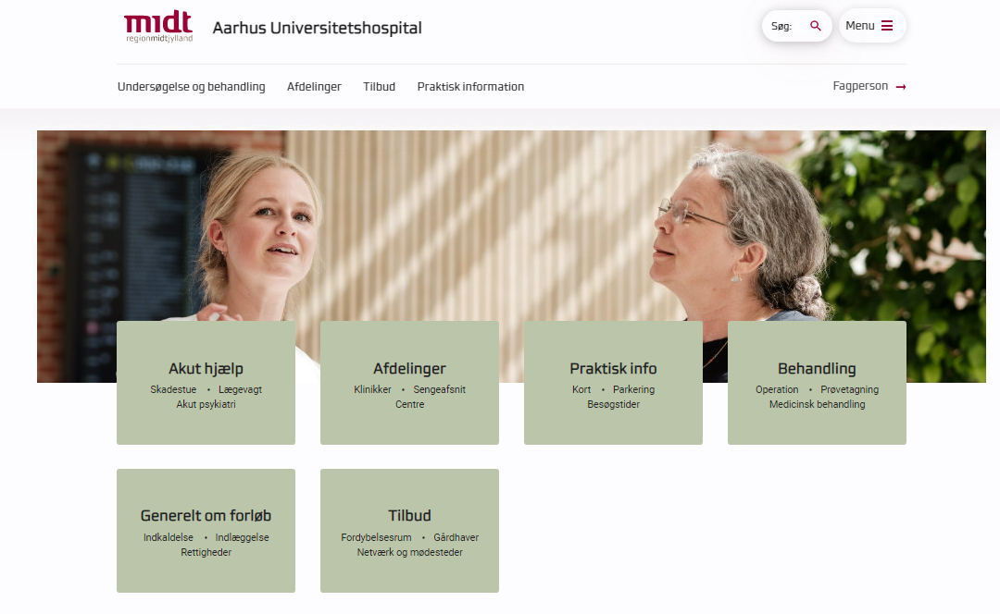 midt
regionmidtjylland
Aarhus Universitetshospital
Søg:
Menu
Undersøgelse og behandling
Afdelinger
Tilbud
Praktisk information
Fagperson →
Akut hjælp
Skadestue • Lægevagt
Akut psykiatri
Afdelinger
Klinikker • Sengeafsnit
Centre
Praktisk info
Kort • Parkering
Besøgstider
Behandling
Operation • Prøvetagning
Medicinsk behandling
Generelt om forløb
Indkaldelse • Indlæggelse
Rettigheder
Tilbud
Fordybelsesrum • Gårdhaver
Netværk og mødesteder